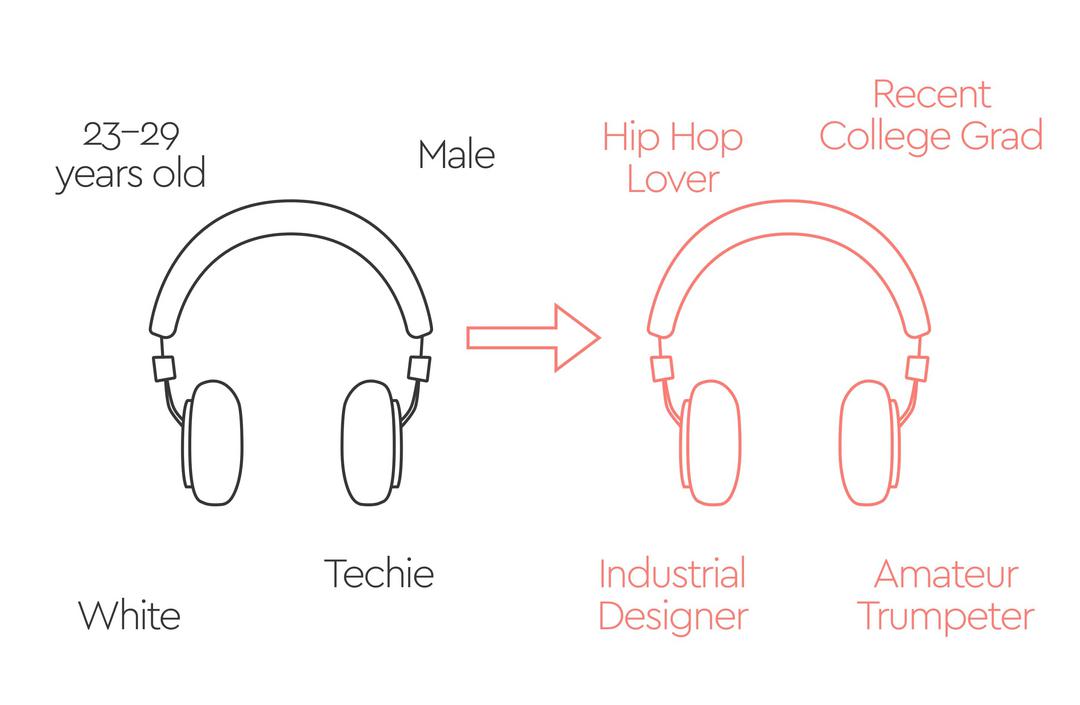 23–29
years old
Male
White
Techie
Hip Hop
Lover
Recent
College Grad
Industrial
Designer
Amateur
Trumpeter